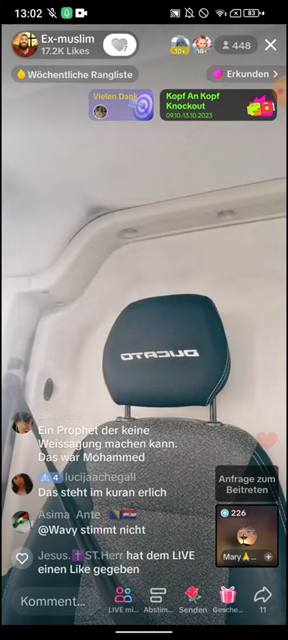 13:02
83
Ex-muslim
17.2K Likes
448
Wöchentliche Rangliste
Erkunden
Vielen Dank
Kopf An Kopf
Knockout
09.10-13.10.2023
DUCATO
Ein Prophet der keine
Weissagung machen kann.
Das war Mohammed
4 lucijaachegall
Das steht im kuran erlich
Anfrage zum
Beitreten
Asima Ante
@Wavy stimmt nicht
226
Mary
Jesus. ST.Herr hat dem LIVE
einen Like gegeben
Kommentar...
LIVE mi...
Abstim...
Senden
Gesche...
11